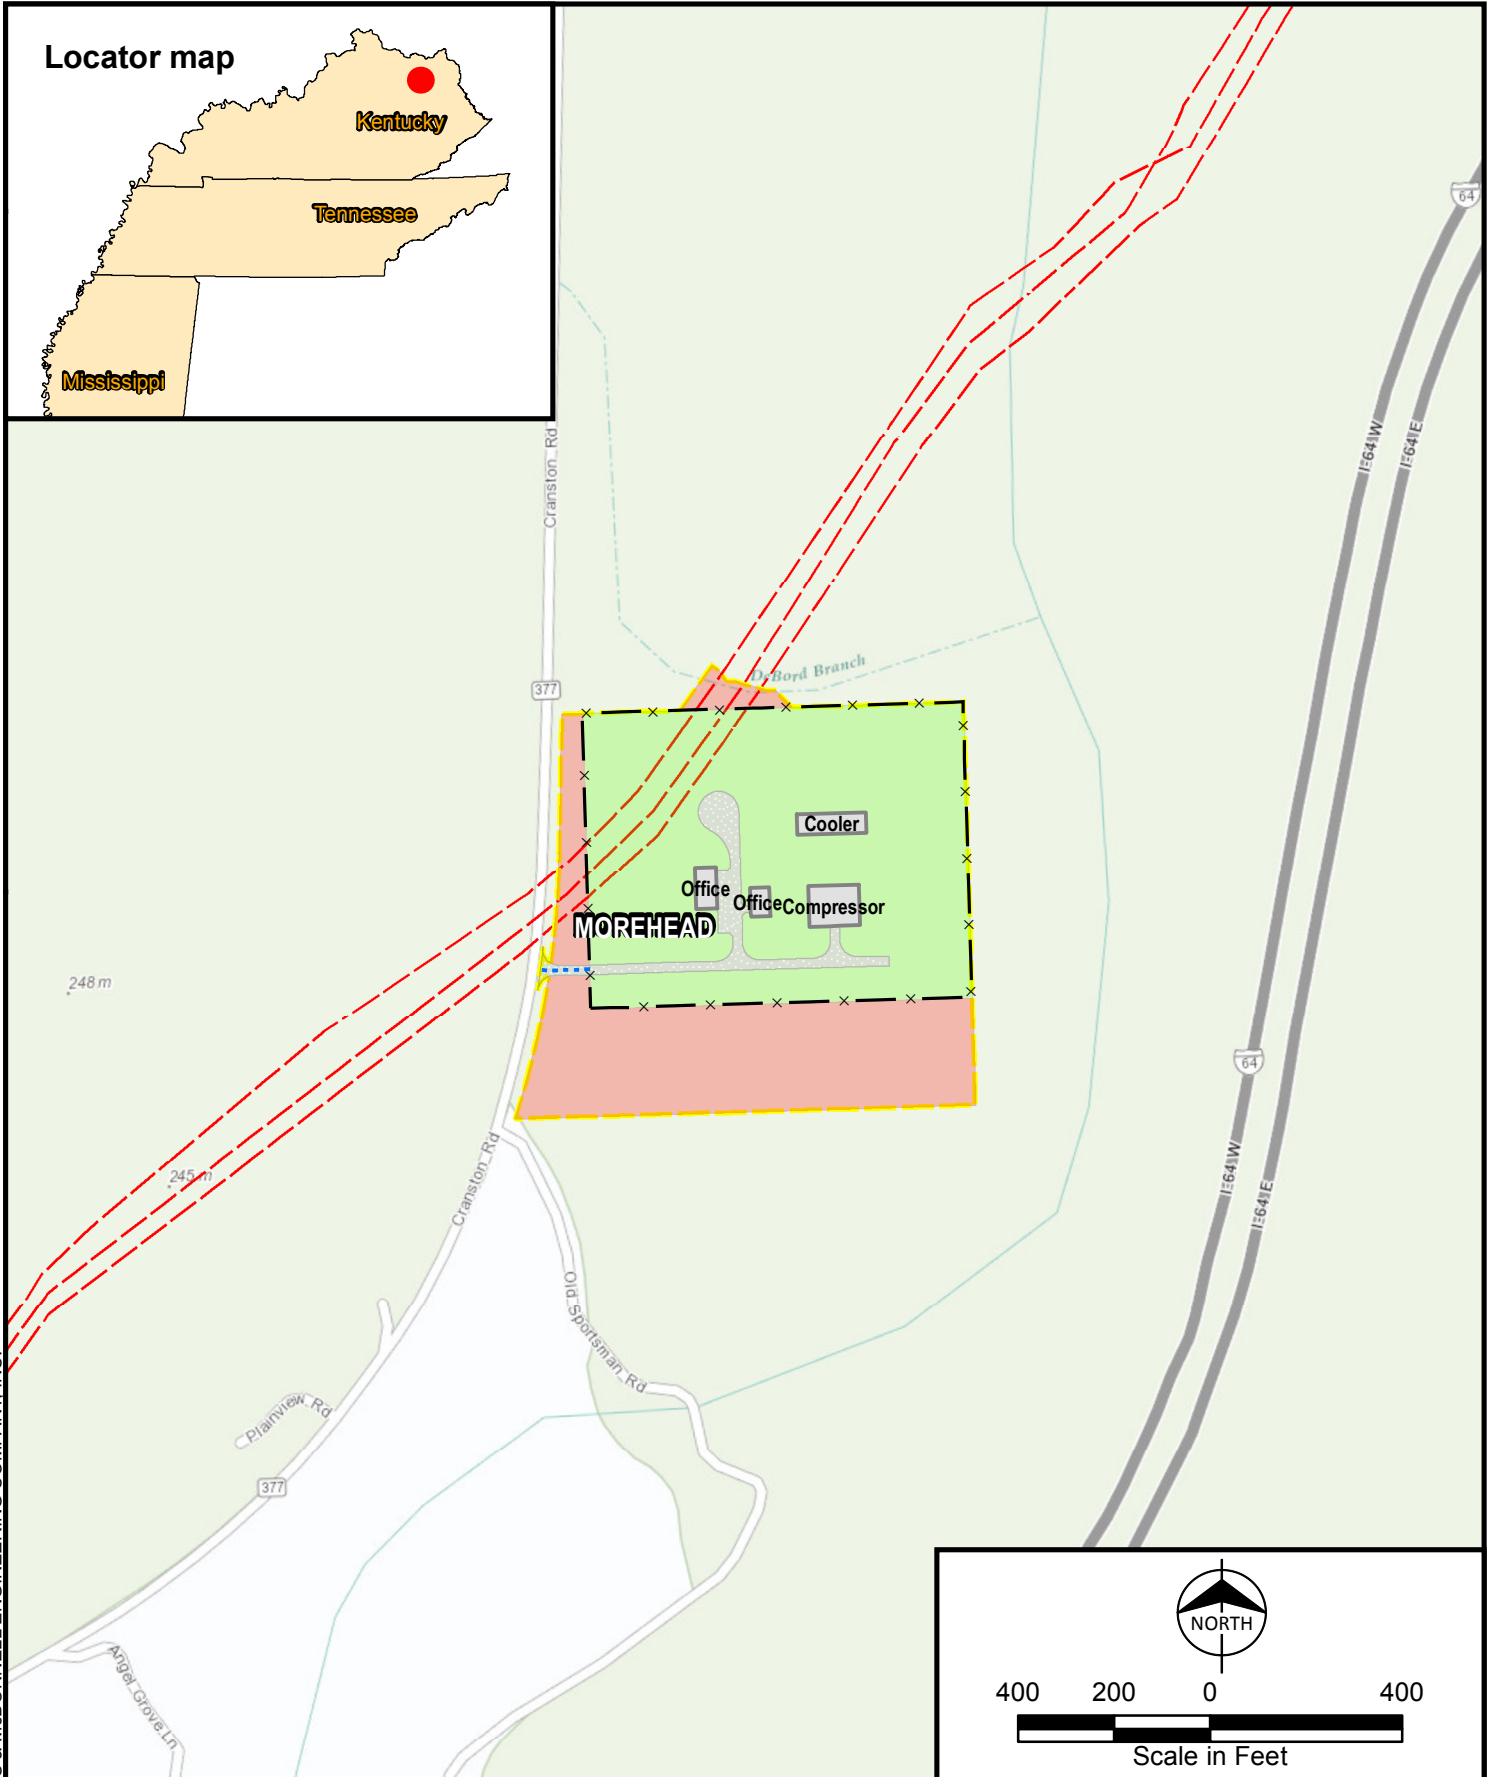 Locator map
Kentucky
Tennessee
Mississippi
64
Cranston Rd
I-64 W
I-64 E
DeBord Branch
377
Cooler
Office
Office
Compressor
MOREHEAD
248 m
64
245 m
Cranston Rd
I-64 W
I-64 E
Old Sportsman Rd
Plainview Rd
377
Angel Grove Ln
NORTH
400 200 0 400
Scale in Feet